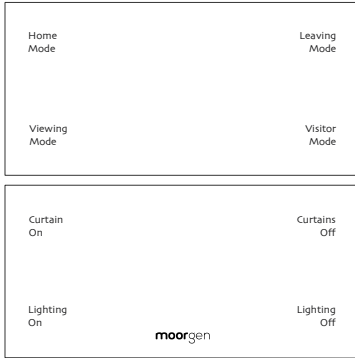 Home
Mode
Leaving
Mode
Viewing
Mode
Visitor
Mode
Curtain
On
Curtains
Off
Lighting
On
Lighting
Off
moorgen